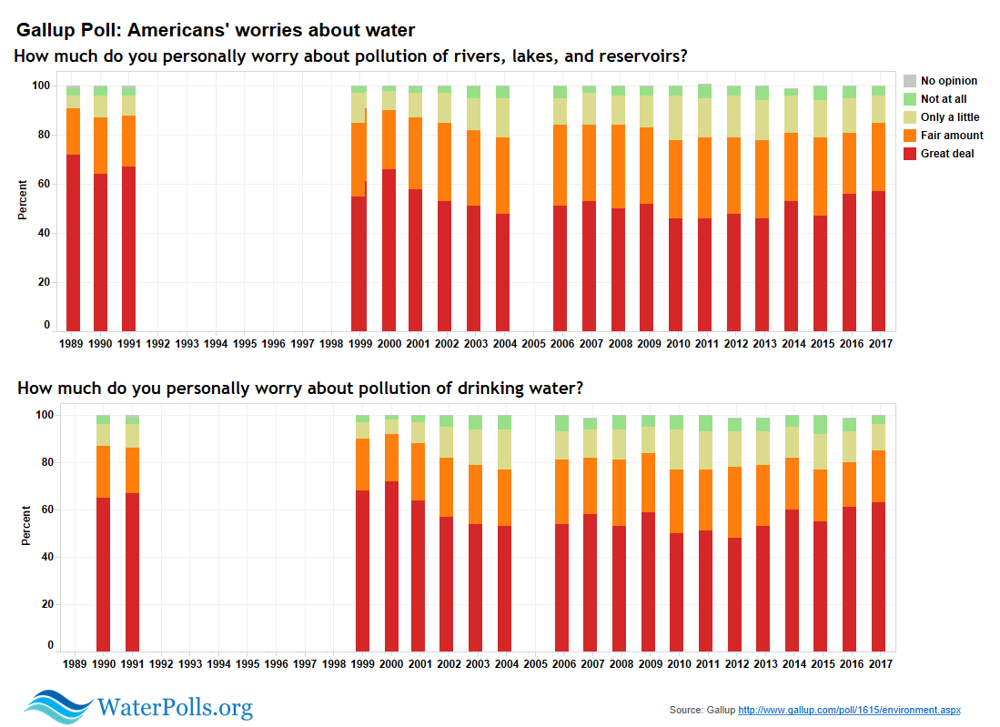 Gallup Poll: Americans' worries about water
How much do you personally worry about pollution of rivers, lakes, and reservoirs?
100
80
60
40
20
0
Percent
1989 1990 1991 1992 1993 1994 1995 1996 1997 1998 1999 2000 2001 2002 2003 2004 2005 2006 2007 2008 2009 2010 2011 2012 2013 2014 2015 2016 2017
No opinion
Not at all
Only a little
Fair amount
Great deal
How much do you personally worry about pollution of drinking water?
100
80
60
40
20
0
Percent
1989 1990 1991 1992 1993 1994 1995 1996 1997 1998 1999 2000 2001 2002 2003 2004 2005 2006 2007 2008 2009 2010 2011 2012 2013 2014 2015 2016 2017
WaterPolls.org
Source: Gallup http://www.gallup.com/poll/1615/environment.aspx